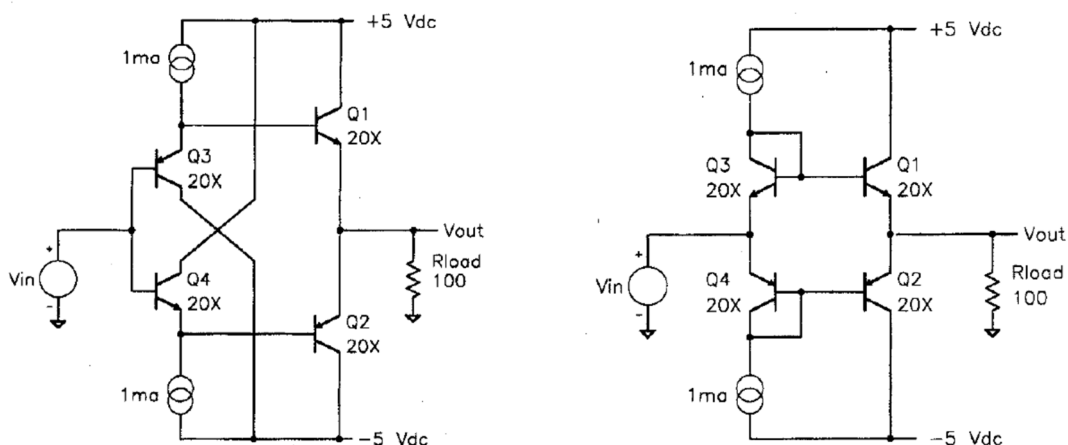 +5 Vdc
1ma
Q1
20X
Q3
20X
Vout
+
Vin
-
Rload
100
Q4
20X
Q2
20X
1ma
-5 Vdc
+5 Vdc
1ma
Q3
20X
Q1
20X
Vout
+
Vin
-
Rload
100
Q4
20X
Q2
20X
1ma
-5 Vdc